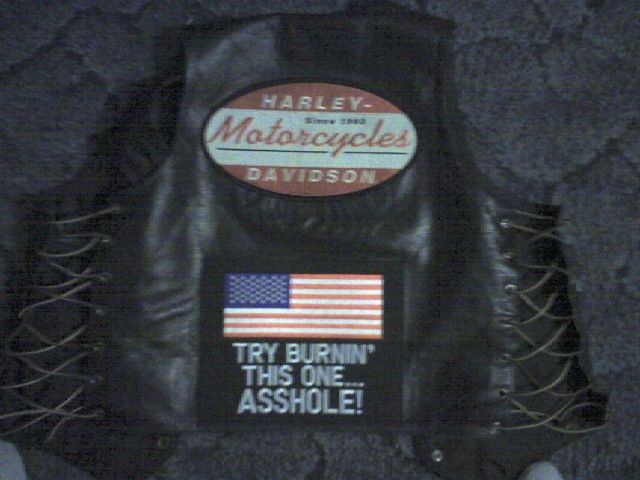 HARLEY-
Since 1903
Motorcycles
DAVIDSON
TRY BURNIN'
THIS ONE...
ASSHOLE!